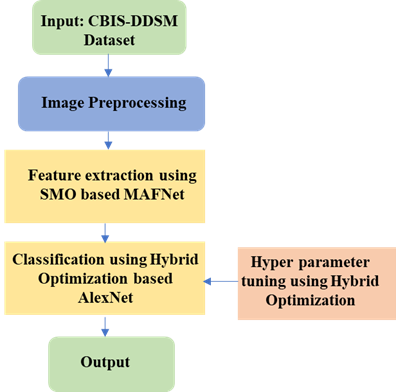 Input: CBIS-DDSM
Dataset
Image Preprocessing
Feature extraction using
SMO based MAFNet
Classification using Hybrid
Optimization based
AlexNet
Hyper parameter
tuning using Hybrid
Optimization
Output